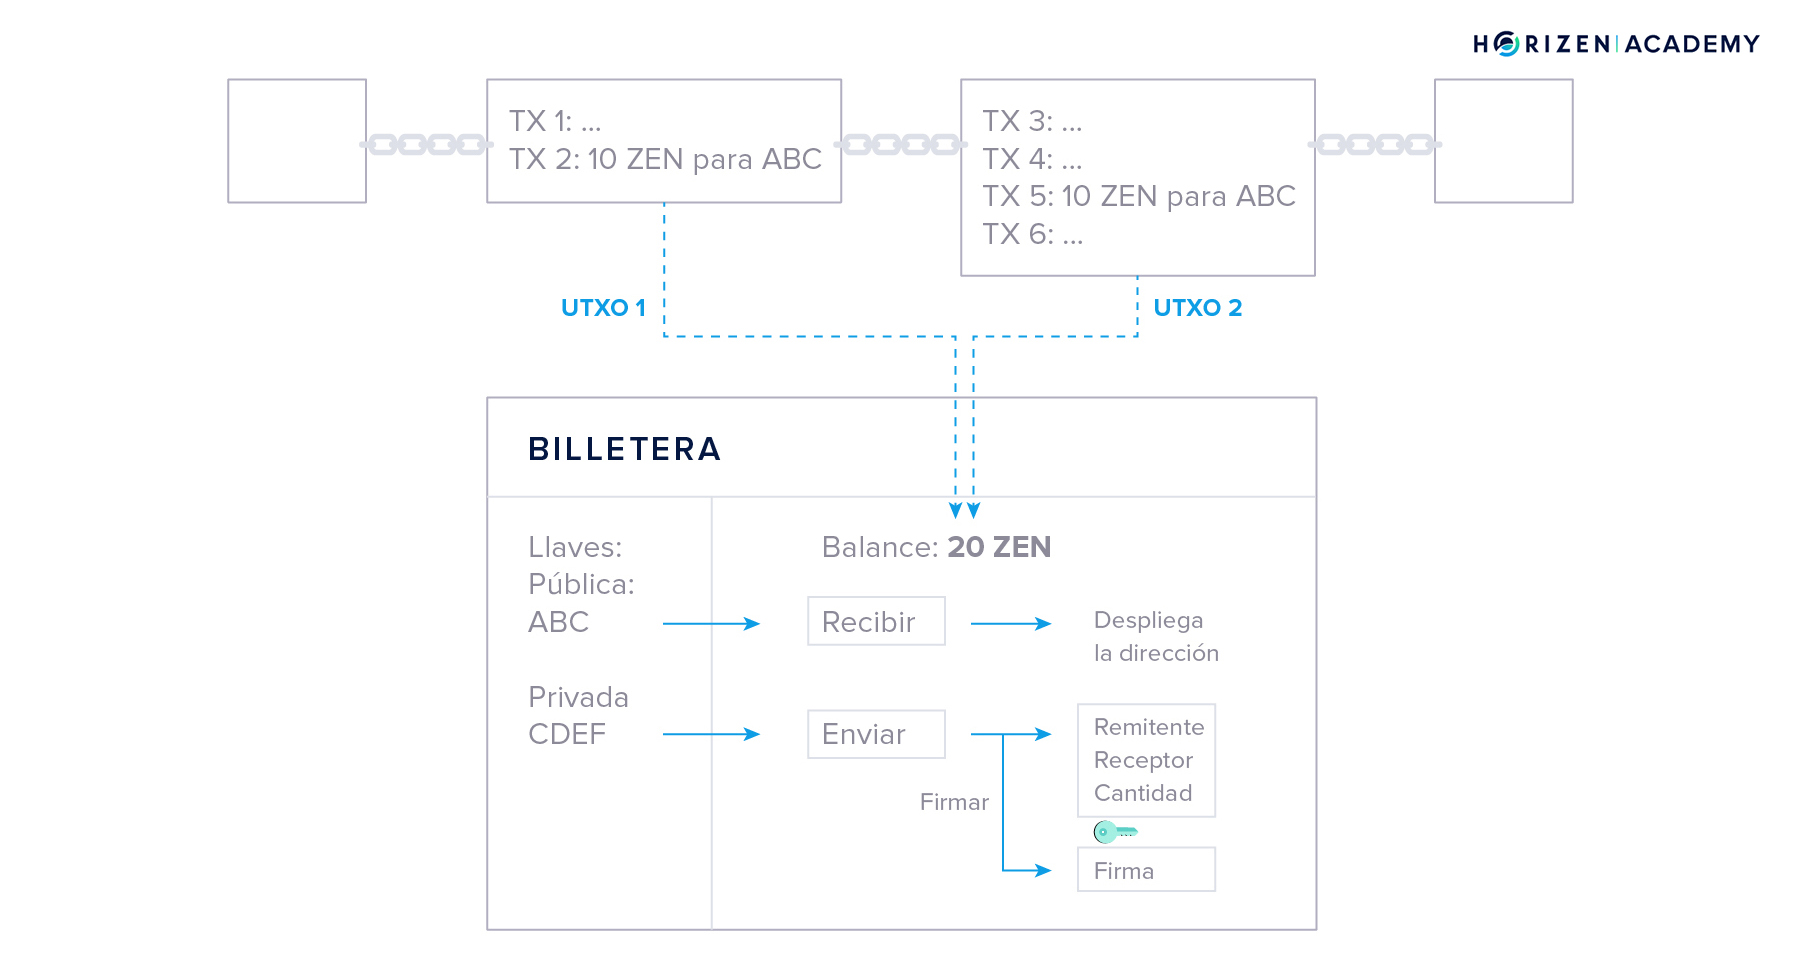 HORIZEN ACADEMY
TX 1: ...
TX 2: 10 ZEN para ABC
TX 3: ...
TX 4: ...
TX 5: 10 ZEN para ABC
TX 6: ...
UTXO 1
UTXO 2
BILLETERA
Llaves:
Pública:
ABC
Privada
CDEF
Balance: 20 ZEN
Recibir
Despliega
la dirección
Enviar
Firmar
Remitente
Receptor
Cantidad
Firma